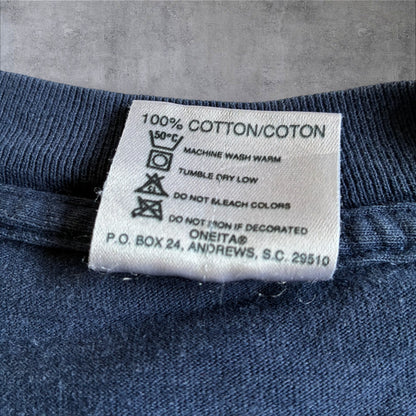 100% COTTON/COTON
50°C
MACHINE WASH WARM
TUMBLE DRY LOW
DO NOT BLEACH COLORS
DO NOT IRON IF DECORATED
ONEITA®
P.O. BOX 24, ANDREWS, S.C. 29510